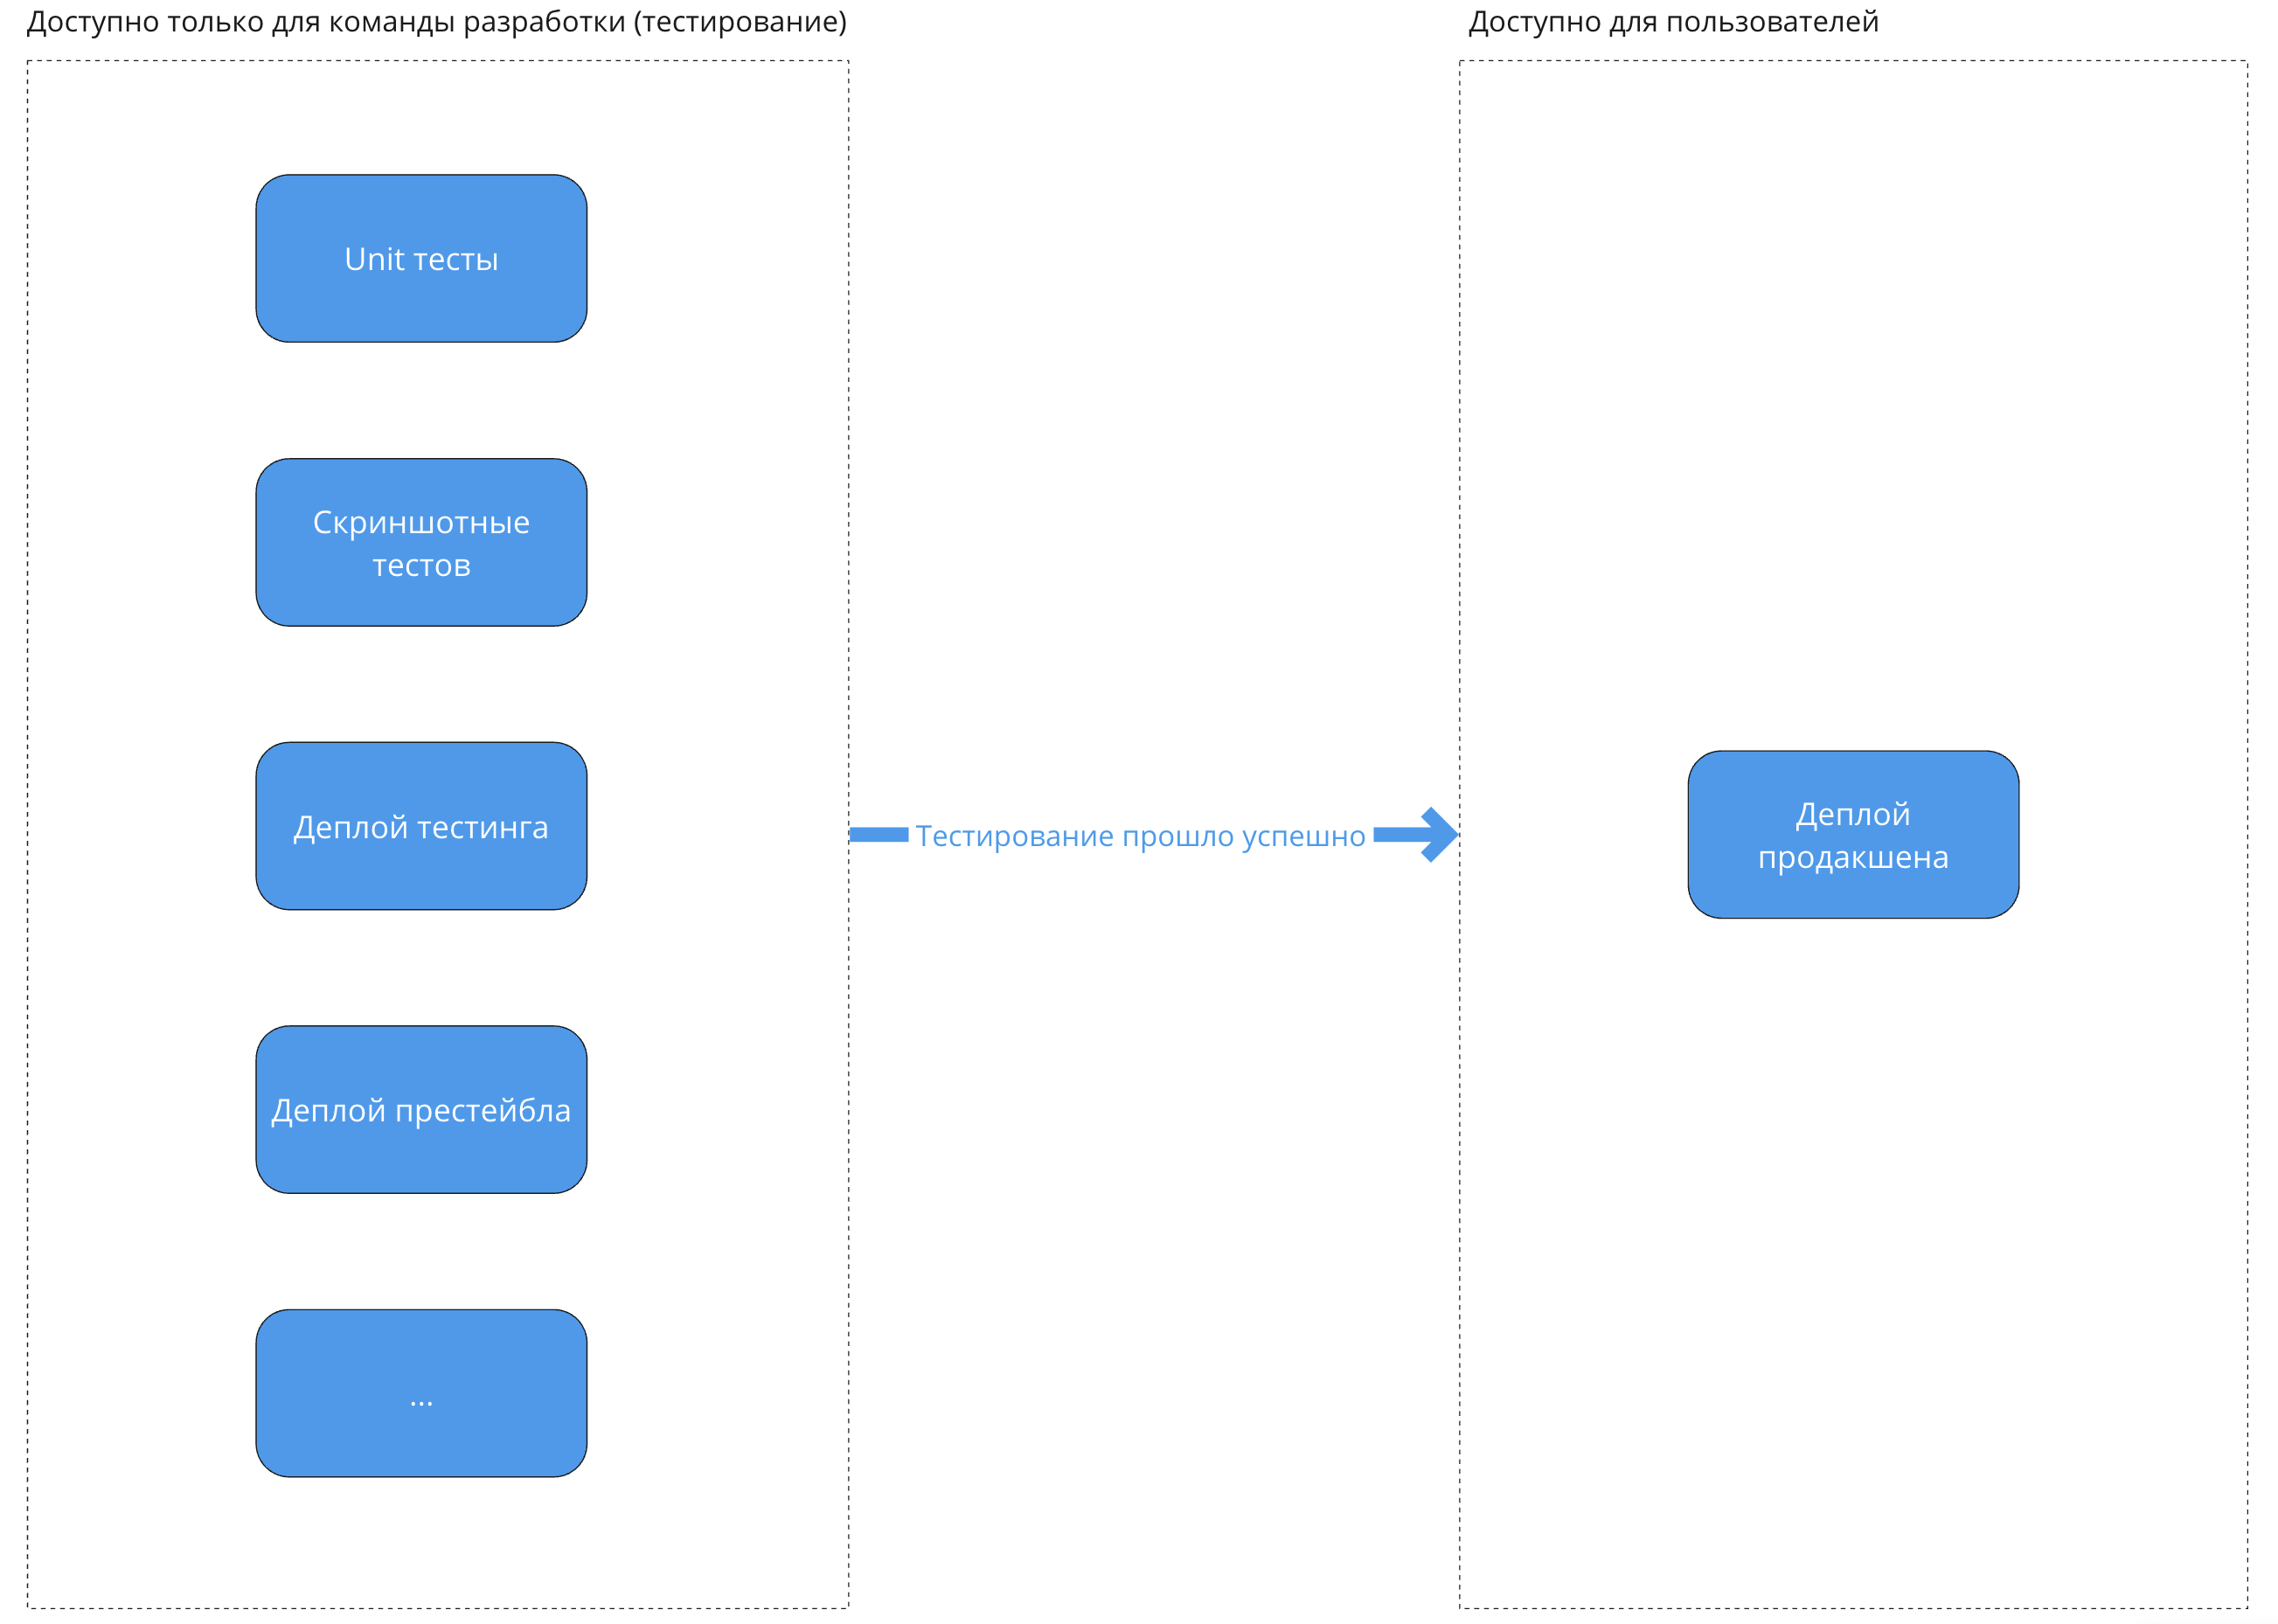 Доступно только для команды разработки (тестирование)
Доступно для пользователей
Unit тесты
Скриншотные
тестов
Деплой тестинга
Тестирование прошло успешно
Деплой
продакшена
Деплой престейбла
...